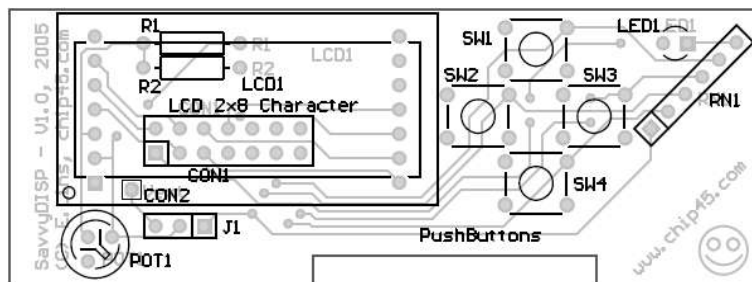 R1
R1
R2
R2
LCD1
LCD1
LCD 2x8 Character
CON1
CON2
J1
POT1
SW1
SW2
SW3
SW4
PushButtons
LED1
RN1
SavvyDISP - V1.0, 2005
chip45.com
www.chip45.com